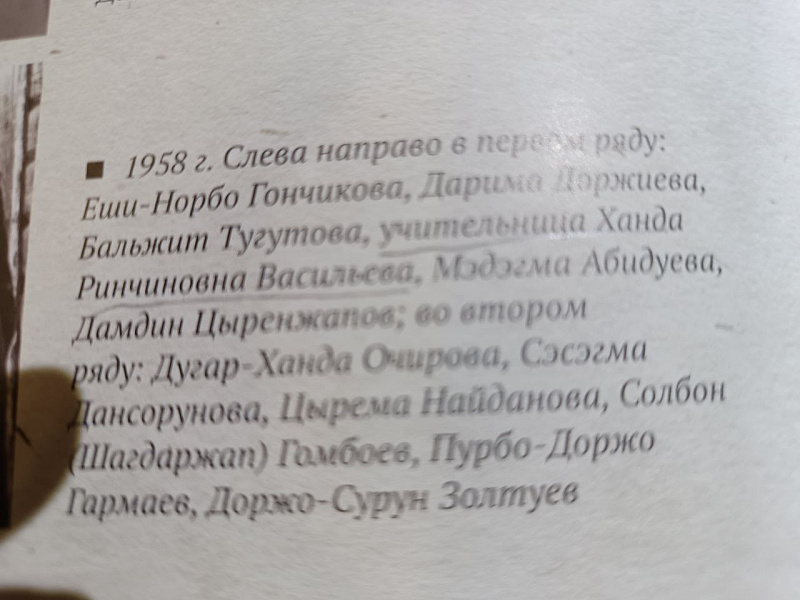 1958 г. Слева направо в первом ряду:
Еши-Норбо Гончикова, Дарима Доржиева,
Бальжит Тугутова, учительница Ханда
Ринчиновна Васильева, Мэдэгма Абидуева,
Дамдин Цыренжапов; во втором
ряду: Дугар-Ханда Очирова, Сэсэгма
Дансорунова, Цырема Найданова, Солбон
(Шагдаржап) Гомбоев, Пурбо-Доржо
Гармаев, Доржо-Сурун Золтуев